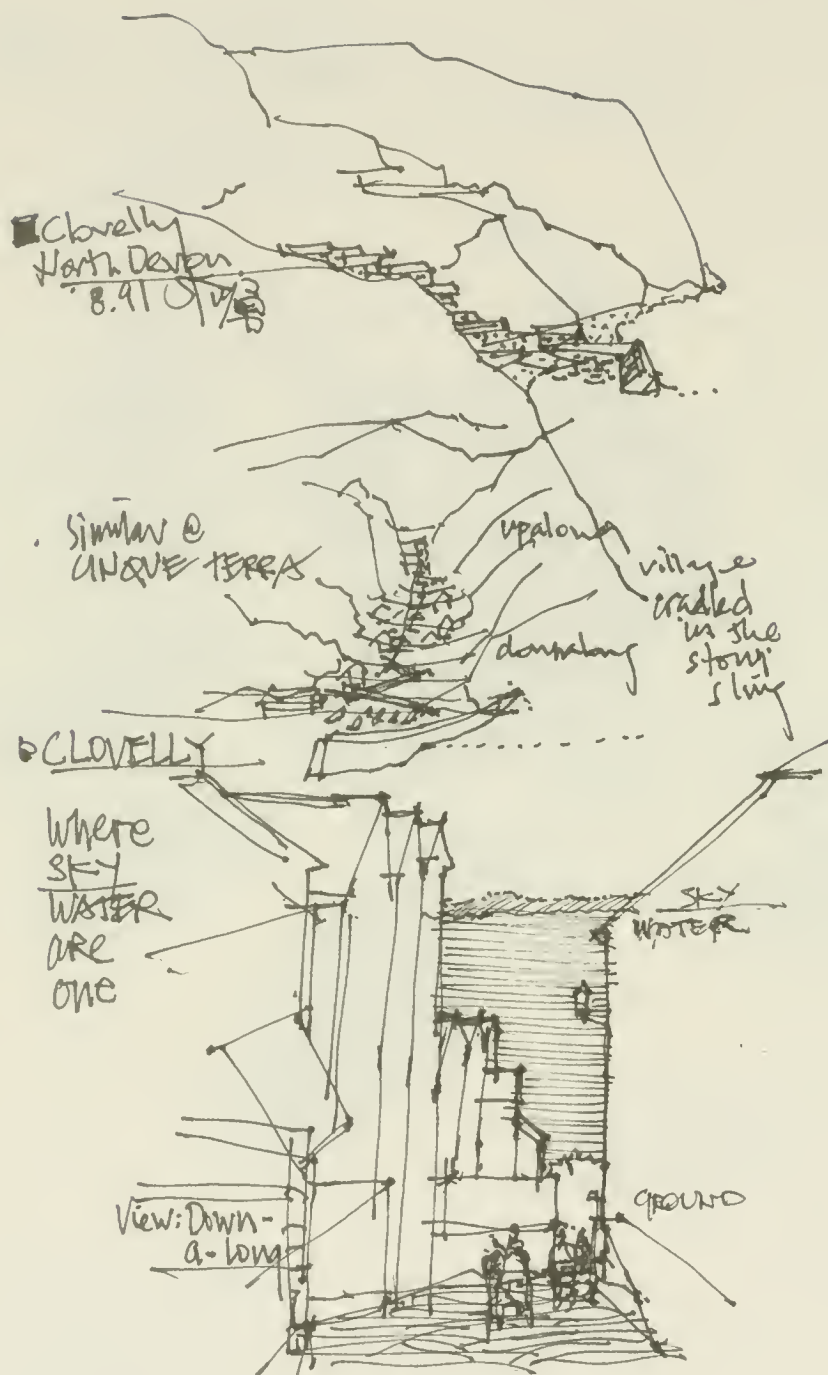 Clovelly
North Devon
8.91
Similar @
UNQVE TERRA
upalong
village
cradled
in the
stony
sling
downalong
CLOVELLY
Where
SKY
WATER
are
one
SKY
WATER
GROUND
View: Down-
a-long